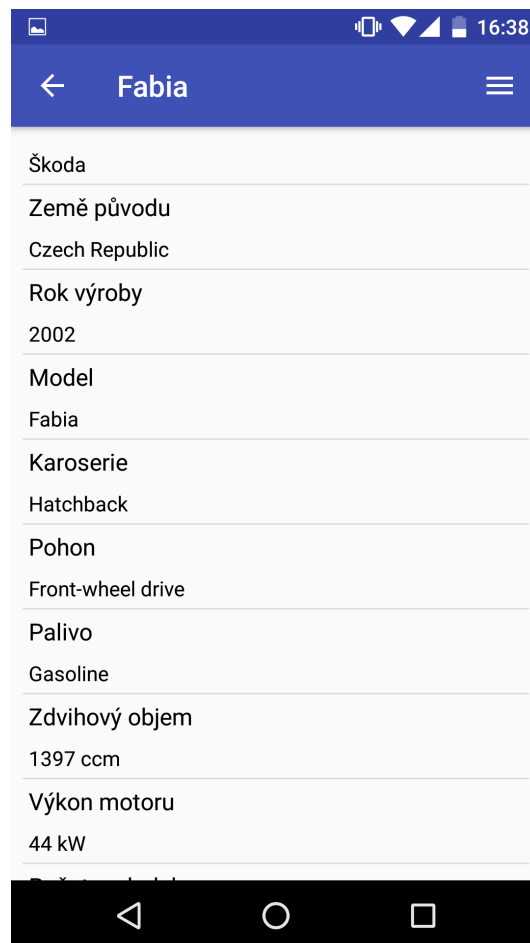 16:38
Fabia
Škoda
Země původu
Czech Republic
Rok výroby
2002
Model
Fabia
Karoserie
Hatchback
Pohon
Front-wheel drive
Palivo
Gasoline
Zdvihový objem
1397 ccm
Výkon motoru
44 kW